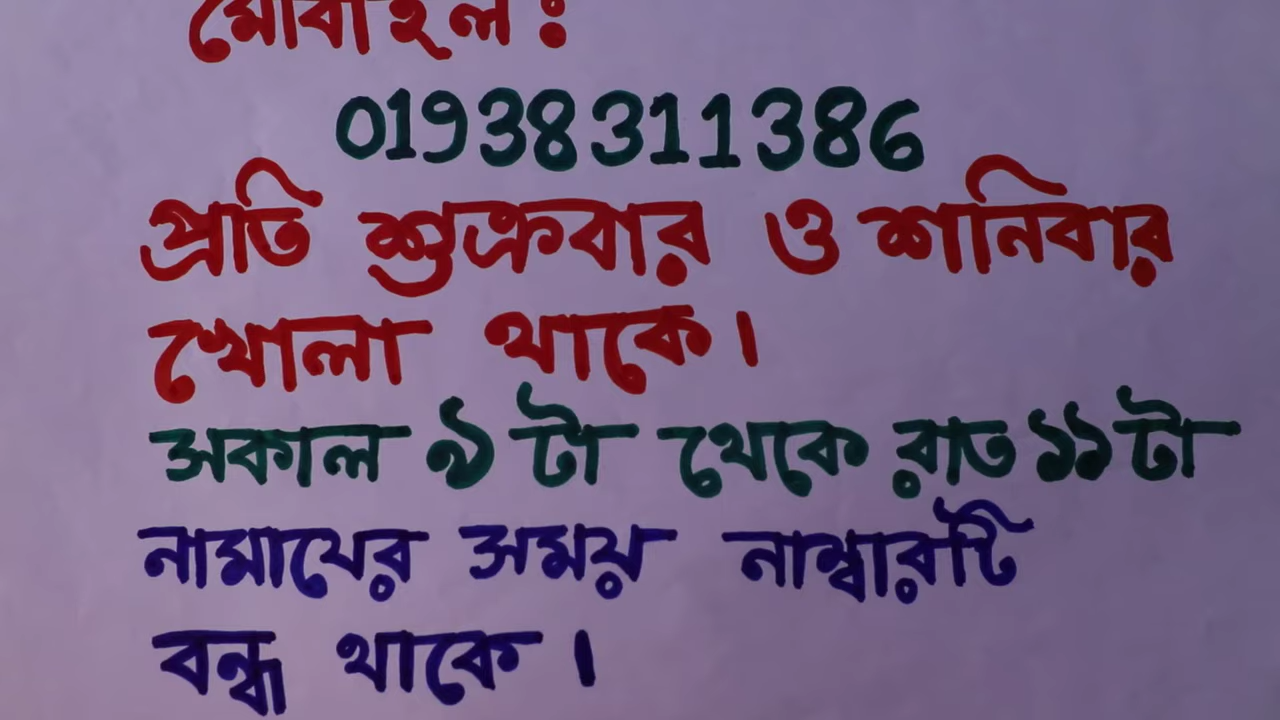 মোবাইল:
01938311386
প্রতি শুক্রবার ও শনিবার
খোলা থাকে।
সকাল ৯ টা থেকে রাত ১১ টা
নামাযের সময় নাম্বারটি
বন্ধ থাকে।